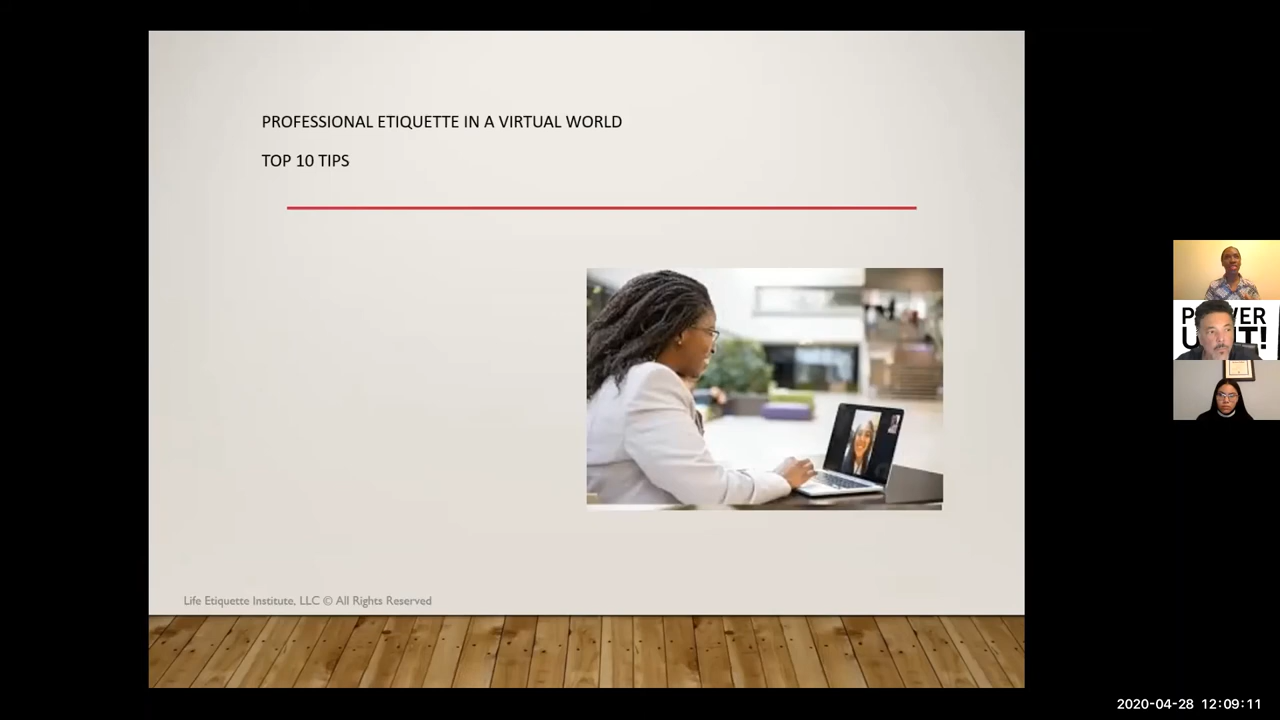 PROFESSIONAL ETIQUETTE IN A VIRTUAL WORLD
TOP 10 TIPS
Life Etiquette Institute, LLC © All Rights Reserved
2020-04-28 12:09:11